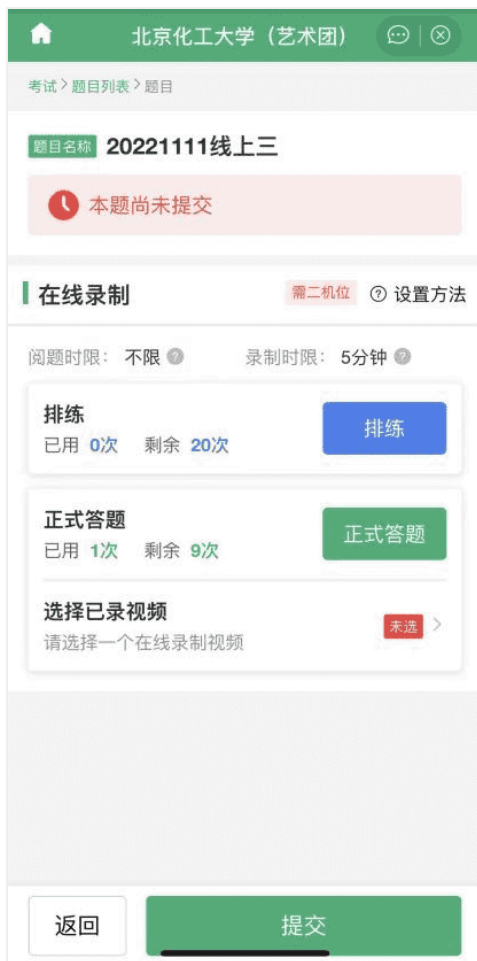 北京化工大学（艺术团）
考试>题目列表>题目
题目名称 20221111线上三
本题尚未提交
在线录制 需二机位 ? 设置方法
阅题时限： 不限 ? 录制时限： 5分钟 ?
排练
已用 0次 剩余 20次
排练
正式答题
已用 1次 剩余 9次
正式答题
选择已录视频
请选择一个在线录制视频
未选 >
返回 提交